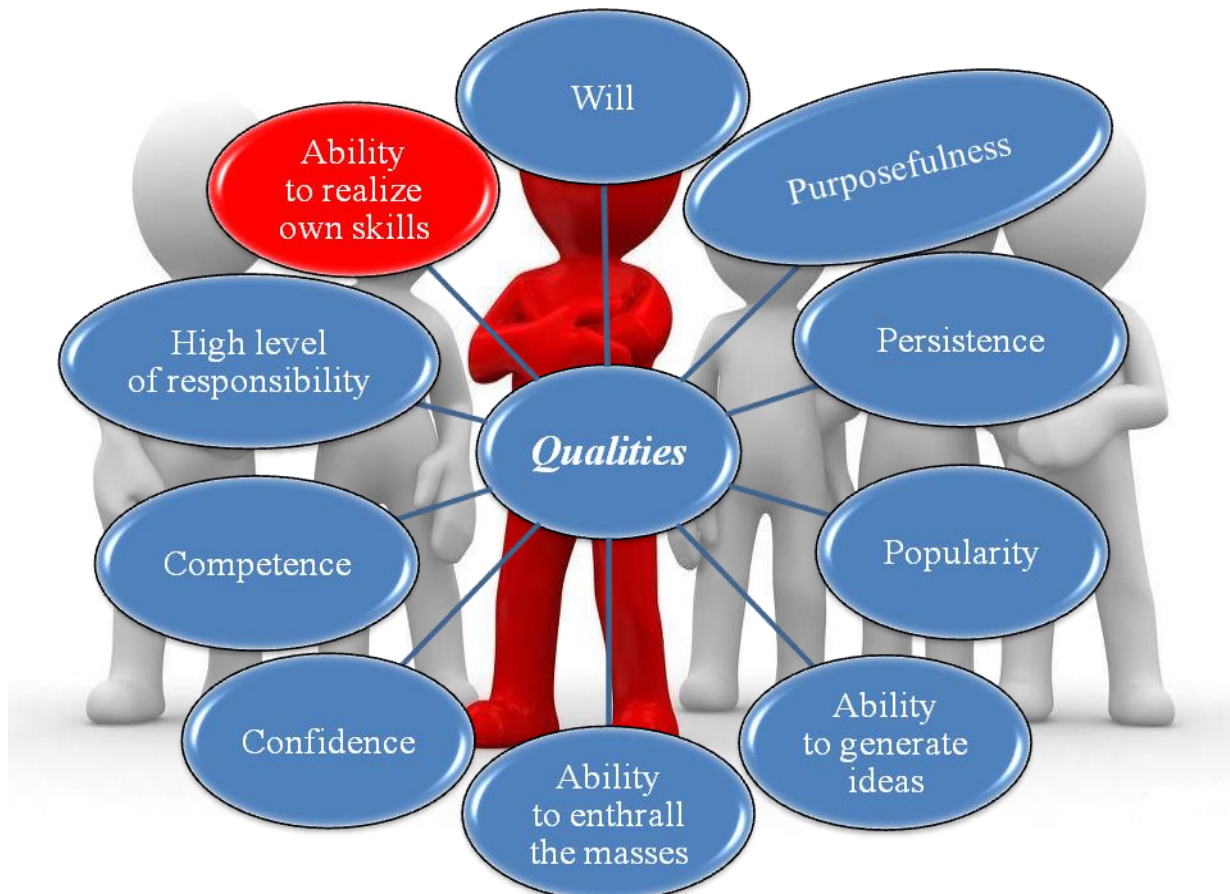 Will
Purposefulness
Ability
to realize
own skills
Persistence
High level
of responsibility
Qualities
Popularity
Competence
Ability
to generate
ideas
Confidence
Ability
to enthrall
the masses